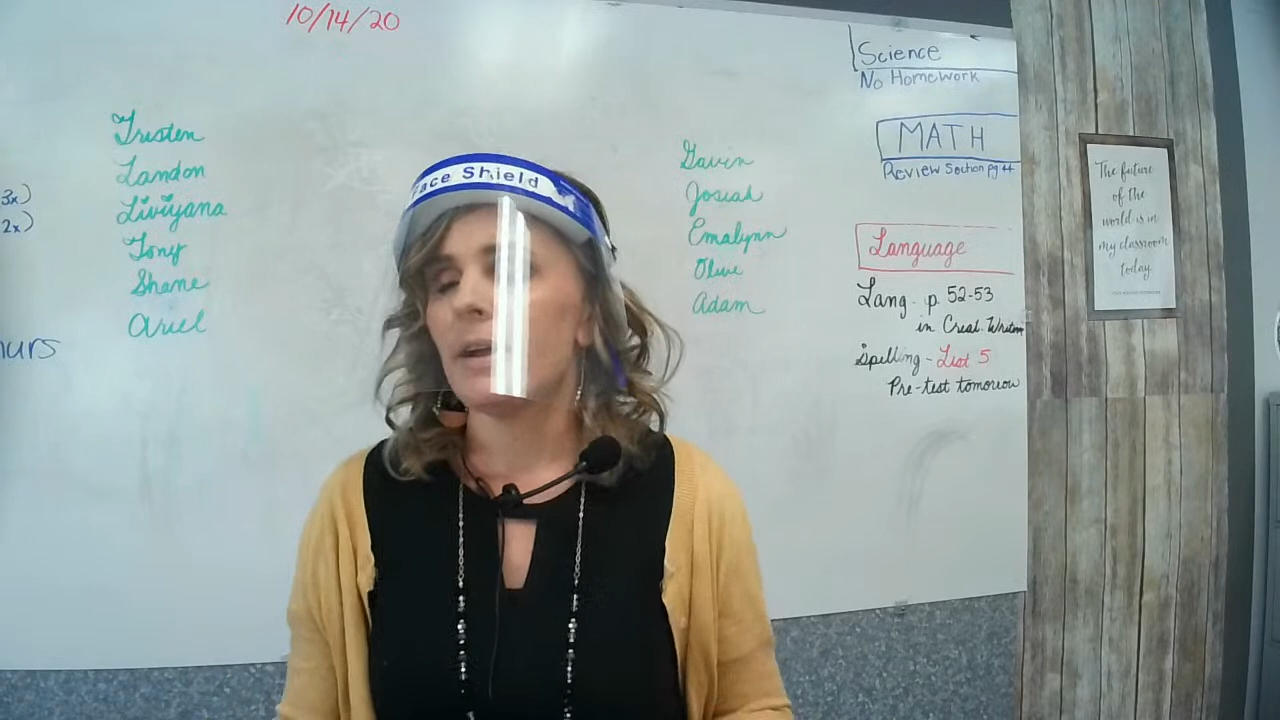 10/14/20
Tristen
Landon
Liviyana
Tony
Shane
Ariel
3x)
2x)
hurs
Face Shield
Gavin
Josiah
Emalynn
Olive
Adam
Science
No Homework
MATH
Review Section pg 44
Language
Lang. p. 52-53
in Creat. Writing
Spelling - List 5
Pre-test tomorrow
The future
of the
world is in
my classroom
today.